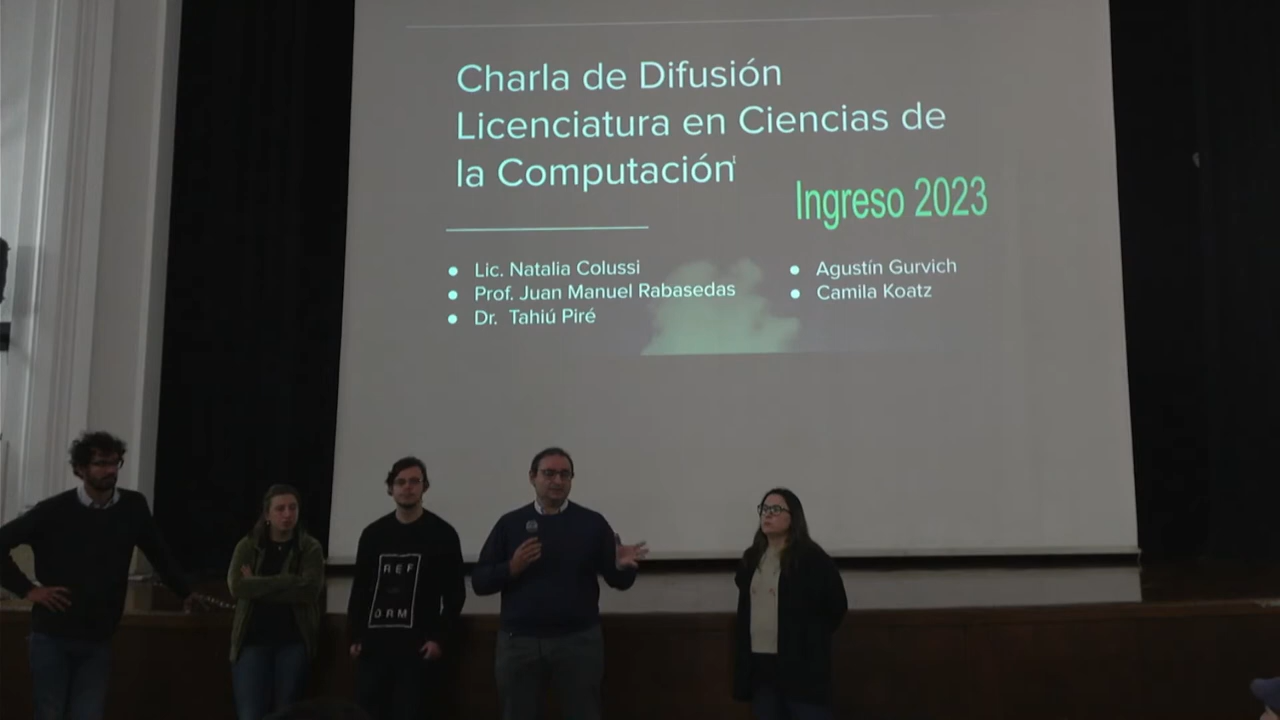 Charla de Difusión
Licenciatura en Ciencias de
la Computación
Ingreso 2023
Lic. Natalia Colussi
Prof. Juan Manuel Rabasedas
Dr. Tahiú Piré
Agustín Gurvich
Camila Koatz
REF
ORM